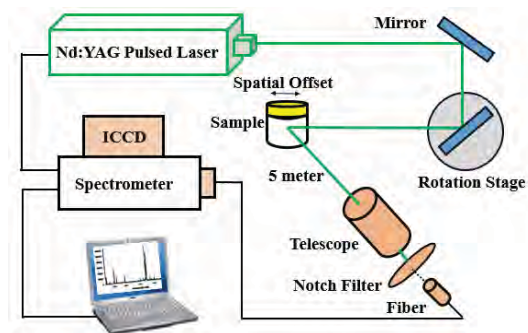 Mirror
Nd:YAG Pulsed Laser
Spatial Offset
ICCD
Sample
Spectrometer
5 meter
Rotation Stage
Telescope
Notch Filter
Fiber